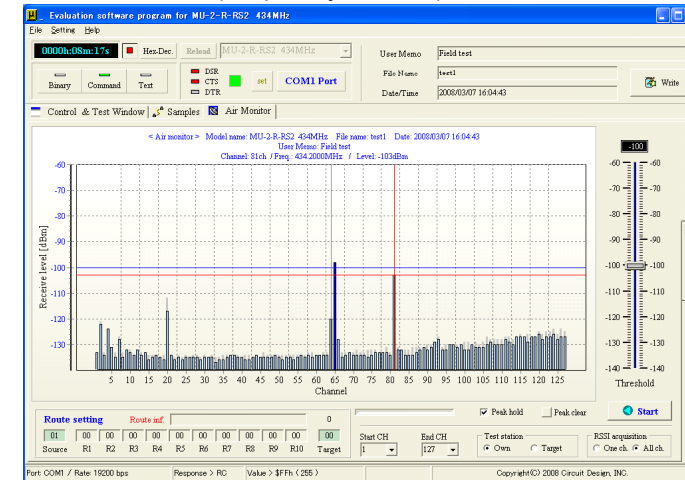 Evaluation software program for MU-2-R-RS2 434MHz
File Setting Help
0000h:08m:17s Hex-Dec. Reload MU-2-R-RS2 434MHz
Binary Command Text
DSR
CTS
DTR
set COM1 Port
User Memo Field test
File Name test1
Date/Time 2008/03/07 16:04:43
Write
Control & Test Window Samples Air Monitor
< Air monitor > Model name: MU-2-R-RS2 434MHz File name: test1 Date: 2008/03/07 16:04:43
User Memo: Field test
Channel: 81ch / Freq.: 434.2000MHz / Level: -103dBm
Receive level [dBm]
-60
-70
-80
-90
-100
-110
-120
-130
5 10 15 20 25 30 35 40 45 50 55 60 65 70 75 80 85 90 95 100 105 110 115 120 125
Channel
-100
-60 -60
-70 -70
-80 -80
-90 -90
-100 -100
-110 -110
-120 -120
-130 -130
-140 -140
Threshold
Peak hold Peak clear Start
Route setting Route inf. 0
01 00 00 00 00 00 00 00 00 00 00 00
Source R1 R2 R3 R4 R5 R6 R7 R8 R9 R10 Target
Start CH End CH
1 127
Test station
Own Target
RSSI acquisition
One ch. All ch.
Port: COM1 / Rate: 19200 bps Response > RC Value > $FFh ( 255 ) Copyright(C) 2008 Circuit Design, INC.